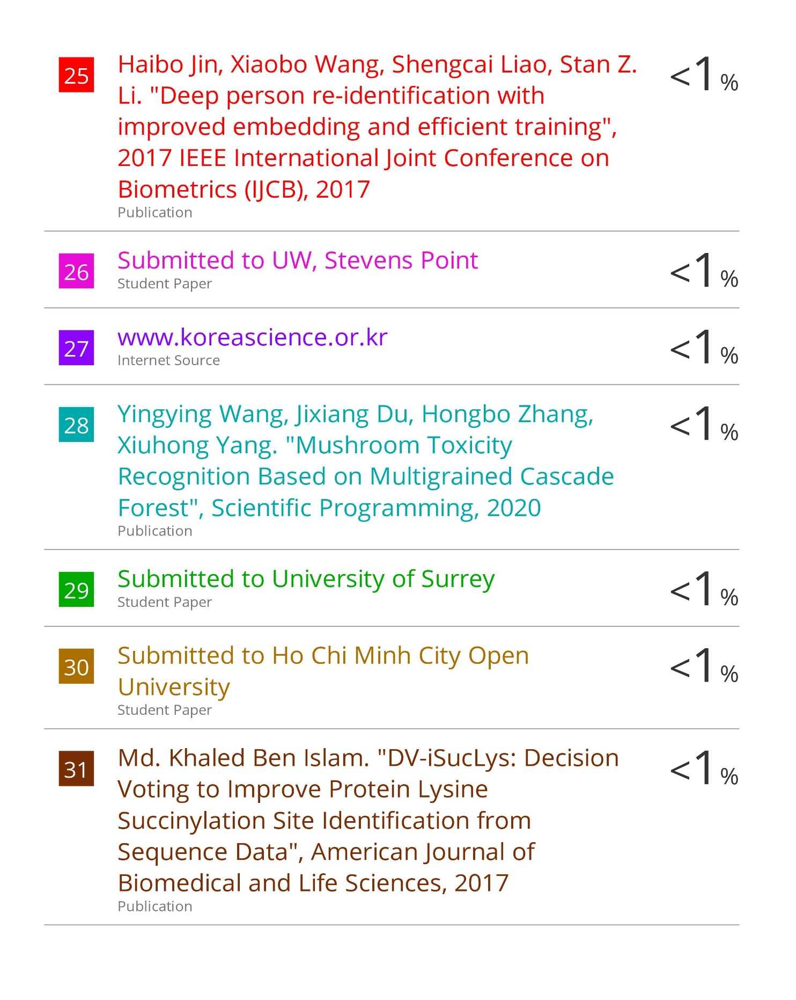 25
Haibo Jin, Xiaobo Wang, Shengcai Liao, Stan Z.
Li. "Deep person re-identification with
improved embedding and efficient training",
2017 IEEE International Joint Conference on
Biometrics (IJCB), 2017
Publication
<1%
26
Submitted to UW, Stevens Point
Student Paper
<1%
27
www.koreascience.or.kr
Internet Source
<1%
28
Yingying Wang, Jixiang Du, Hongbo Zhang,
Xiuhong Yang. "Mushroom Toxicity
Recognition Based on Multigrained Cascade
Forest", Scientific Programming, 2020
Publication
<1%
29
Submitted to University of Surrey
Student Paper
<1%
30
Submitted to Ho Chi Minh City Open
University
Student Paper
<1%
31
Md. Khaled Ben Islam. "DV-iSucLys: Decision
Voting to Improve Protein Lysine
Succinylation Site Identification from
Sequence Data", American Journal of
Biomedical and Life Sciences, 2017
Publication
<1%